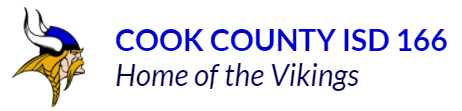 COOK COUNTY ISD 166
Home of the Vikings